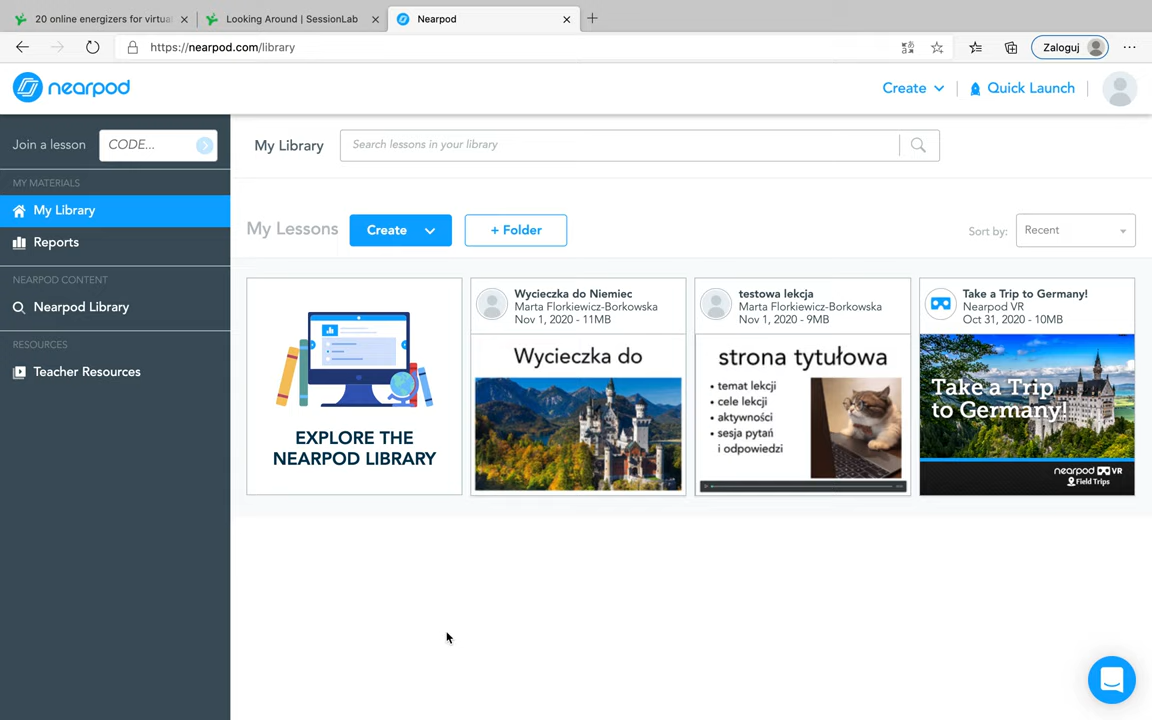 20 online energizers for virtua
Looking Around | SessionLab
Nearpod
https://nearpod.com/library
Zaloguj
nearpod
Create
Quick Launch
Join a lesson
CODE...
My Library
Search lessons in your library
MY MATERIALS
My Library
Reports
NEARPOD CONTENT
Nearpod Library
RESOURCES
Teacher Resources
My Lessons
Create
+ Folder
Sort by:
Recent
EXPLORE THE
NEARPOD LIBRARY
Wycieczka do Niemiec
Marta Florkiewicz-Borkowska
Nov 1, 2020 - 11MB
Wycieczka do
testowa lekcja
Marta Florkiewicz-Borkowska
Nov 1, 2020 - 9MB
strona tytułowa
• temat lekcji
• cele lekcji
• aktywności
• sesja pytań
i odpowiedzi
Take a Trip to Germany!
Nearpod VR
Oct 31, 2020 - 10MB
Take a Trip
to Germany!
nearpod VR
Field Trips